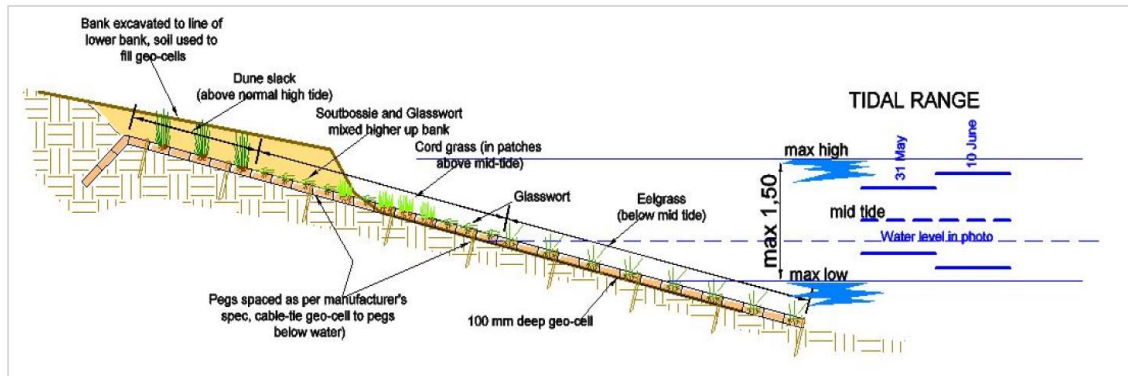 Bank excavated to line of
lower bank, soil used to
fill geo-cells
Dune slack
(above normal high tide)
Soutbossie and Glasswort
mixed higher up bank
Cord grass (in patches
above mid-tide)
Glasswort
Eelgrass
(below mid tide)
Pegs spaced as per manufacturer's
spec, cable-tie geo-cell to pegs
below water)
100 mm deep geo-cell
TIDAL RANGE
max high
31 May
10 June
max 1,50
mid tide
Water level in photo
max low